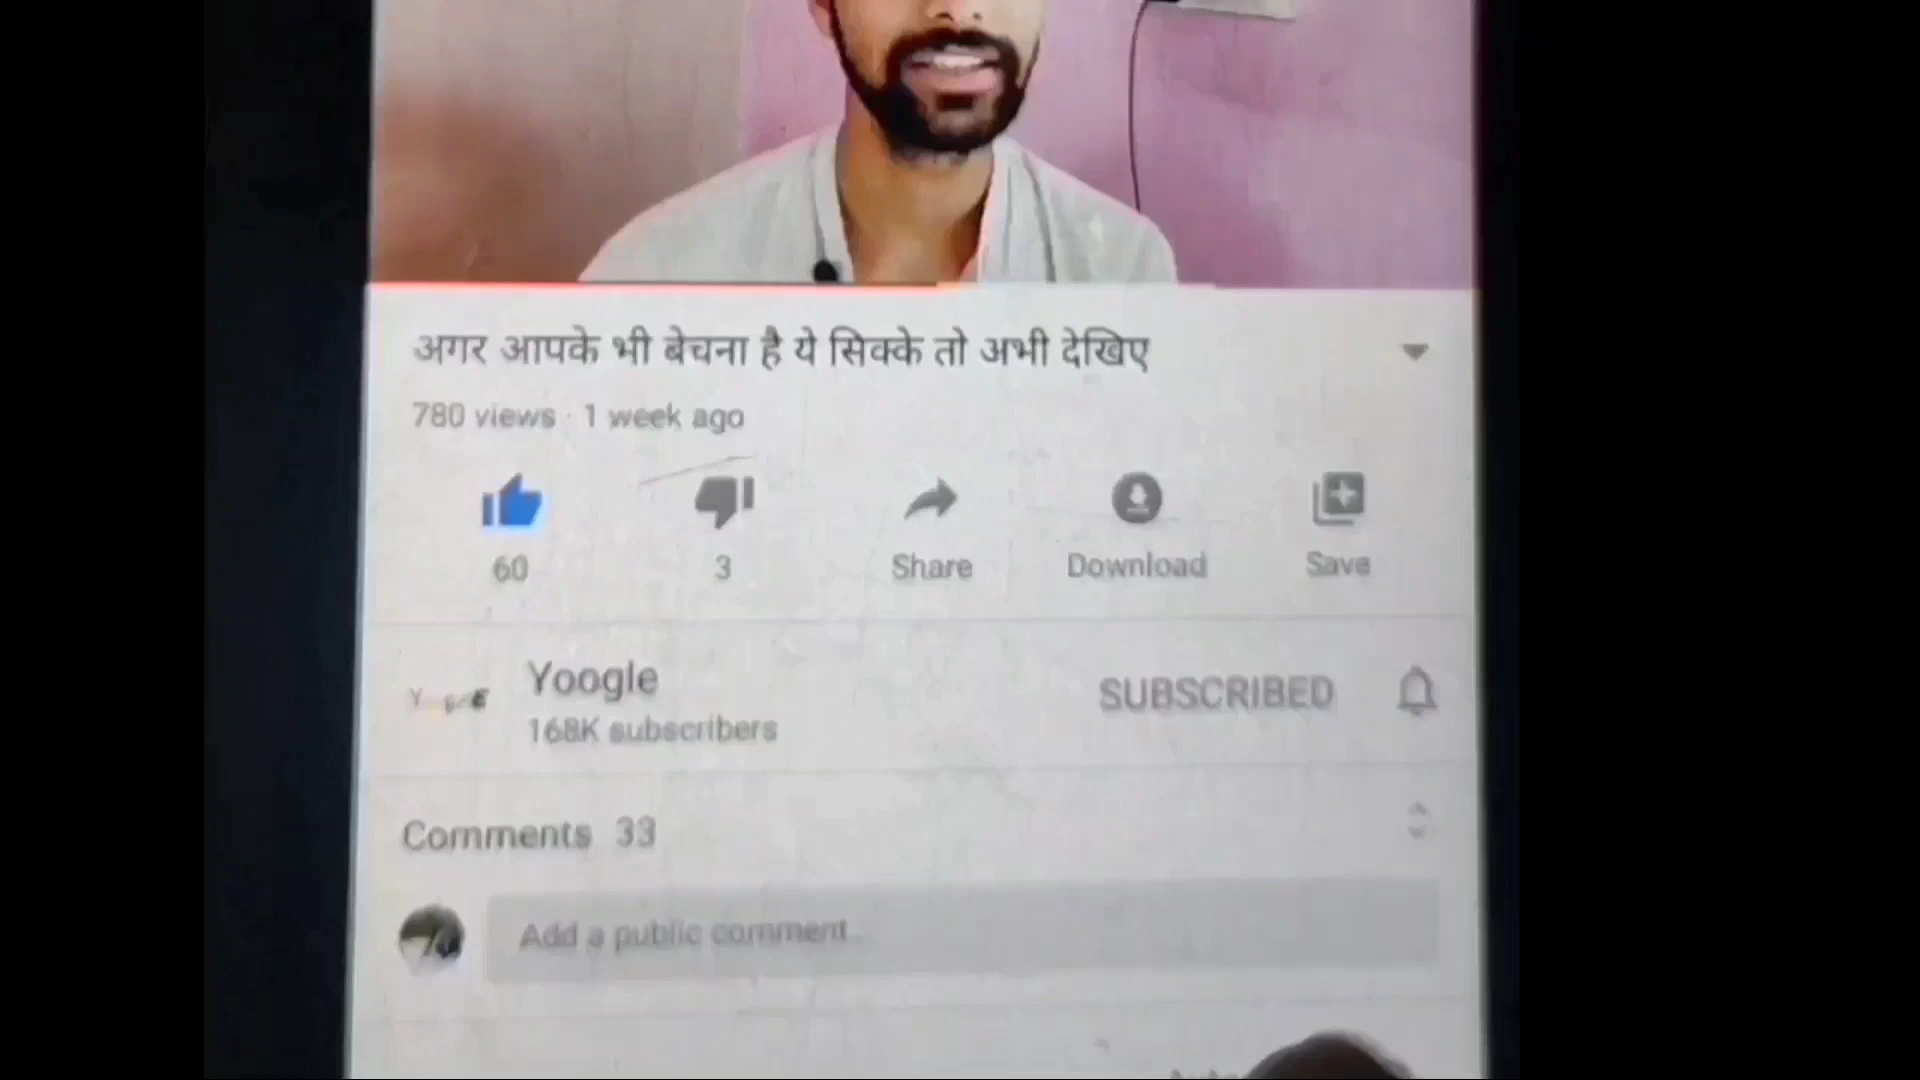 अगर आपके भी बेचना है ये सिक्के तो अभी देखिए
780 views · 1 week ago
60
3
Share
Download
Save
Yoogle
168K subscribers
SUBSCRIBED
Comments 33
Add a public comment...